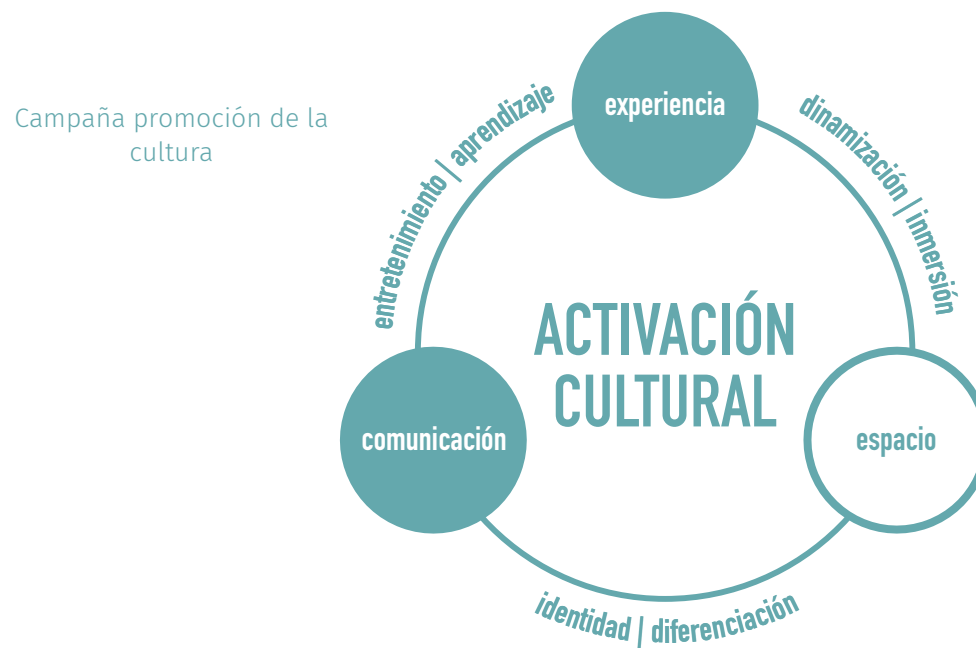 Campaña promoción de la
cultura
experiencia
entretenimiento | aprendizaje
dinamización | inmersión
ACTIVACIÓN
CULTURAL
comunicación
espacio
identidad | diferenciación